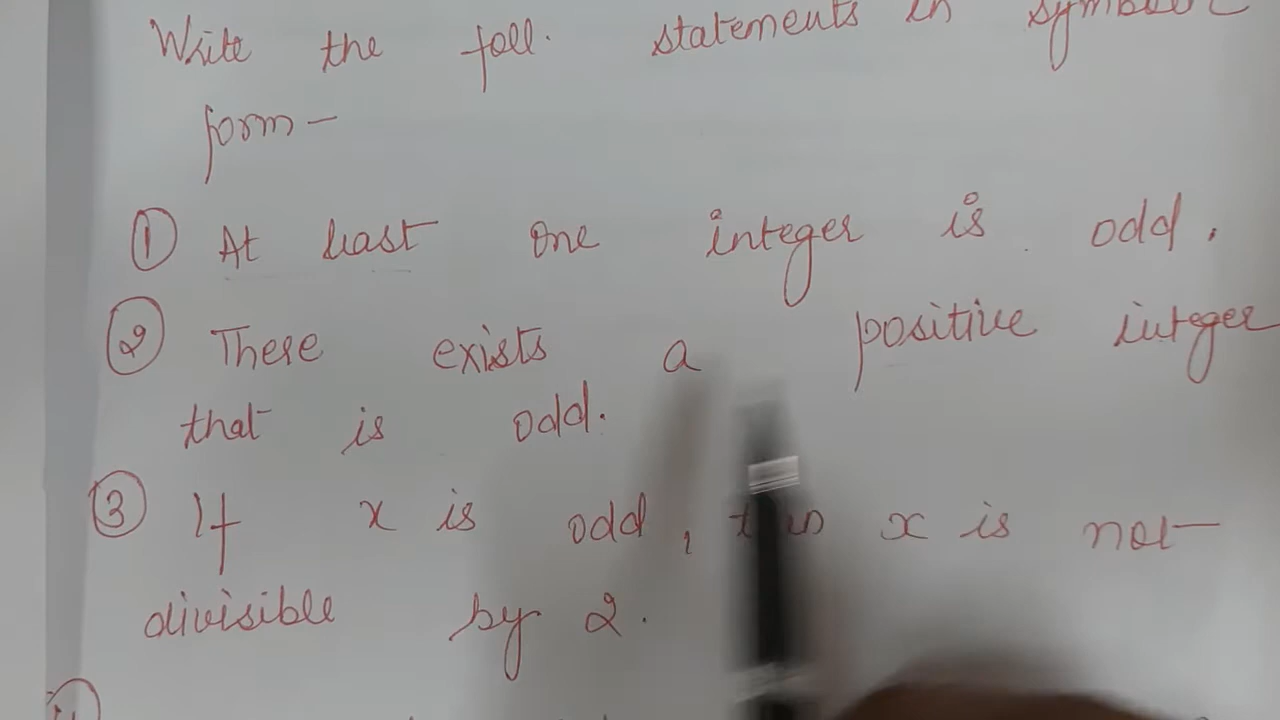 Write the foll. statements in symbolic
form -
① At least one integer is odd.
② There exists a positive integer
that is odd.
③ If x is odd, x is not
divisible by 2.